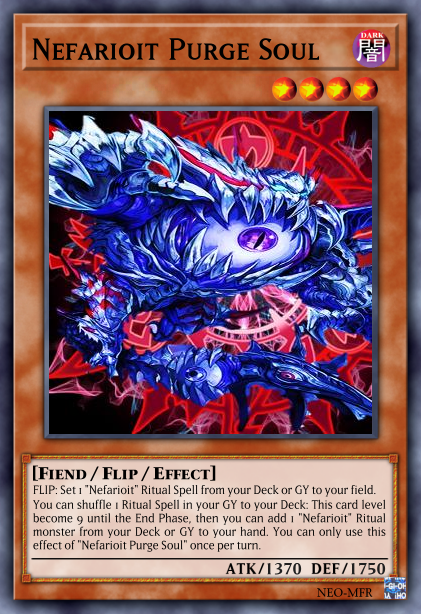 Nefarioit Purge Soul
DARK
闇
[Fiend / Flip / Effect]
FLIP: Set 1 "Nefarioit" Ritual Spell from your Deck or GY to your field.
You can shuffle 1 Ritual Spell in your GY to your Deck: This card level
become 9 until the End Phase, then you can add 1 "Nefarioit" Ritual
monster from your Deck or GY to your hand. You can only use this
effect of "Nefarioit Purge Soul" once per turn.
ATK/1370 DEF/1750
NEO-MFR